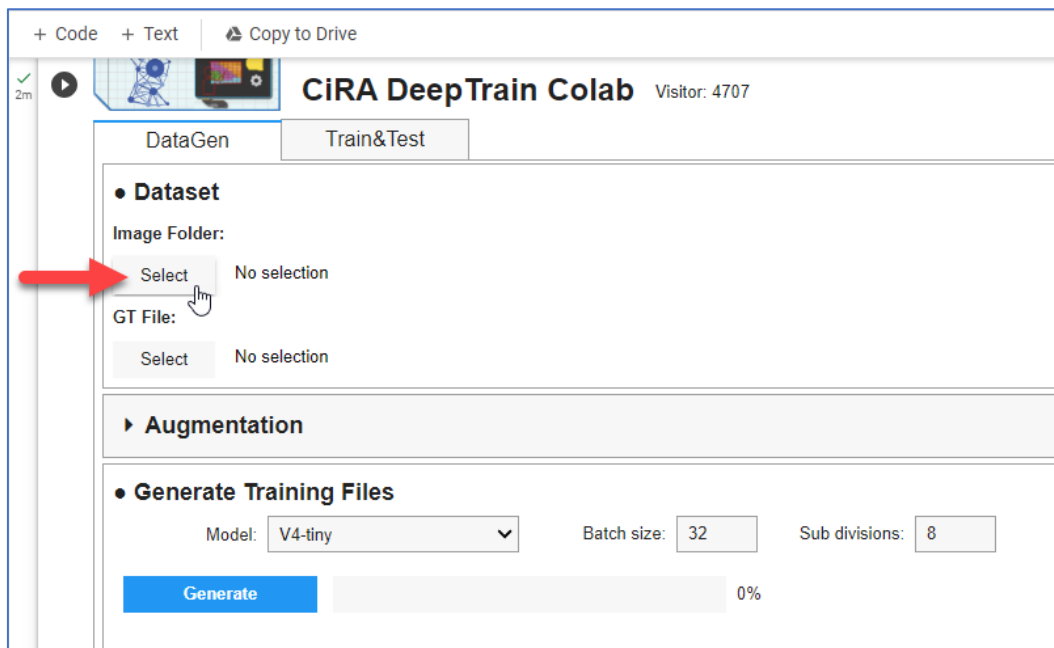 + Code + Text Copy to Drive
2m
CiRA DeepTrain Colab Visitor: 4707
DataGen Train&Test
● Dataset
Image Folder:
Select No selection
GT File:
Select No selection
Augmentation
● Generate Training Files
Model: V4-tiny Batch size: 32 Sub divisions: 8
Generate 0%